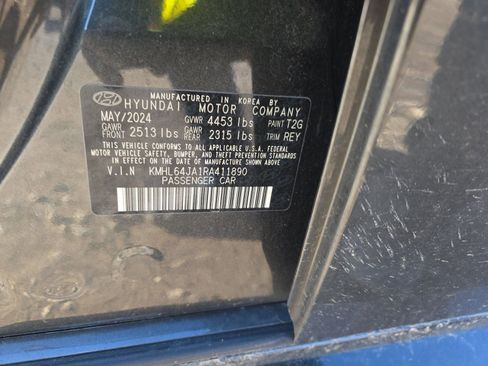 MANUFACTURED IN KOREA BY
HYUNDAI MOTOR COMPANY
MAY/2024 GVWR 4453 lbs PAINT T2G
GAWR FRONT 2513 lbs GAWR REAR 2315 lbs TRIM REY
THIS VEHICLE CONFORMS TO ALL APPLICABLE U.S.A. FEDERAL
MOTOR VEHICLE SAFETY, BUMPER, AND THEFT PREVENTION STANDARDS
IN EFFECT ON THE DATE OF MANUFACTURE SHOWN ABOVE.
V.I.N KMHL64JA1RA411890
PASSENGER CAR